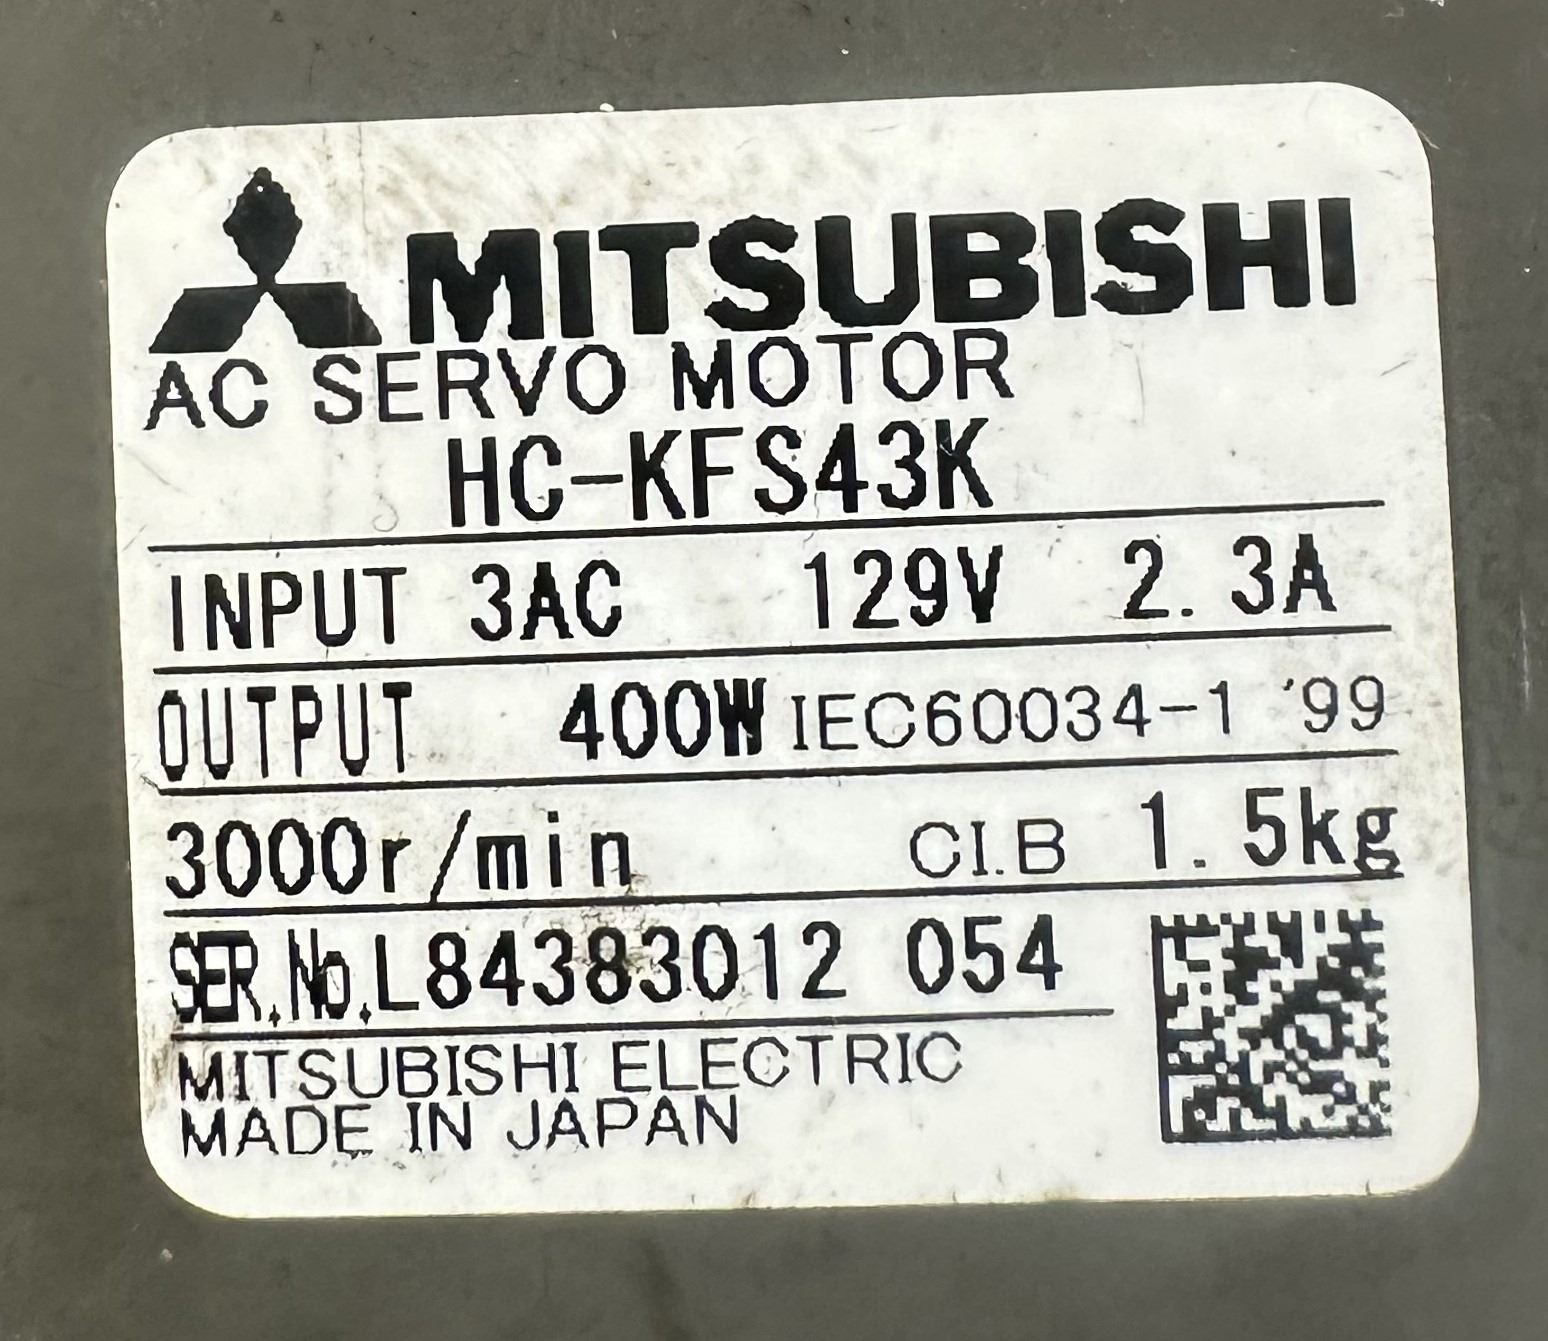 MITSUBISHI
AC SERVO MOTOR
HC-KFS43K
INPUT 3AC 129V 2.3A
OUTPUT 400W IEC60034-1 '99
3000r/min CI.B 1.5kg
SER.No.L84383012 054
MITSUBISHI ELECTRIC
MADE IN JAPAN